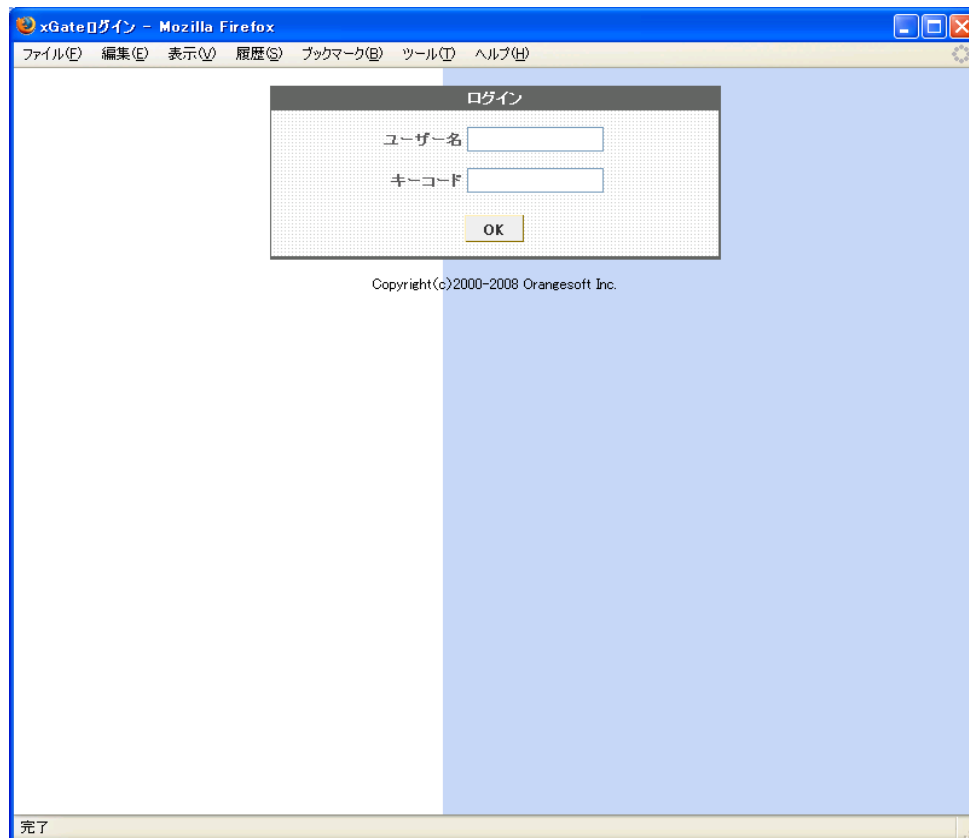 xGateログイン - Mozilla Firefox
ファイル(F) 編集(E) 表示(V) 履歴(S) ブックマーク(B) ツール(T) ヘルプ(H)
ログイン
ユーザー名
キーコード
OK
Copyright(c)2000-2008 Orangesoft Inc.
完了